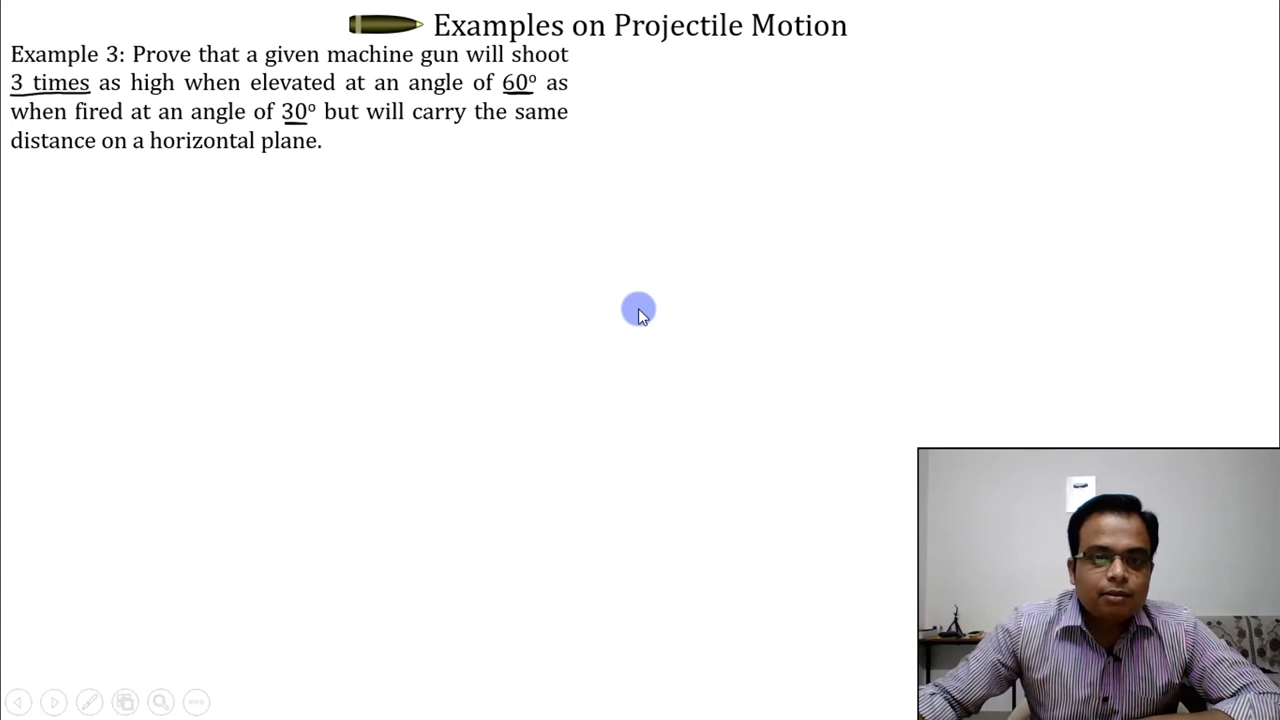 Examples on Projectile Motion
Example 3: Prove that a given machine gun will shoot
3 times as high when elevated at an angle of 60° as
when fired at an angle of 30° but will carry the same
distance on a horizontal plane.